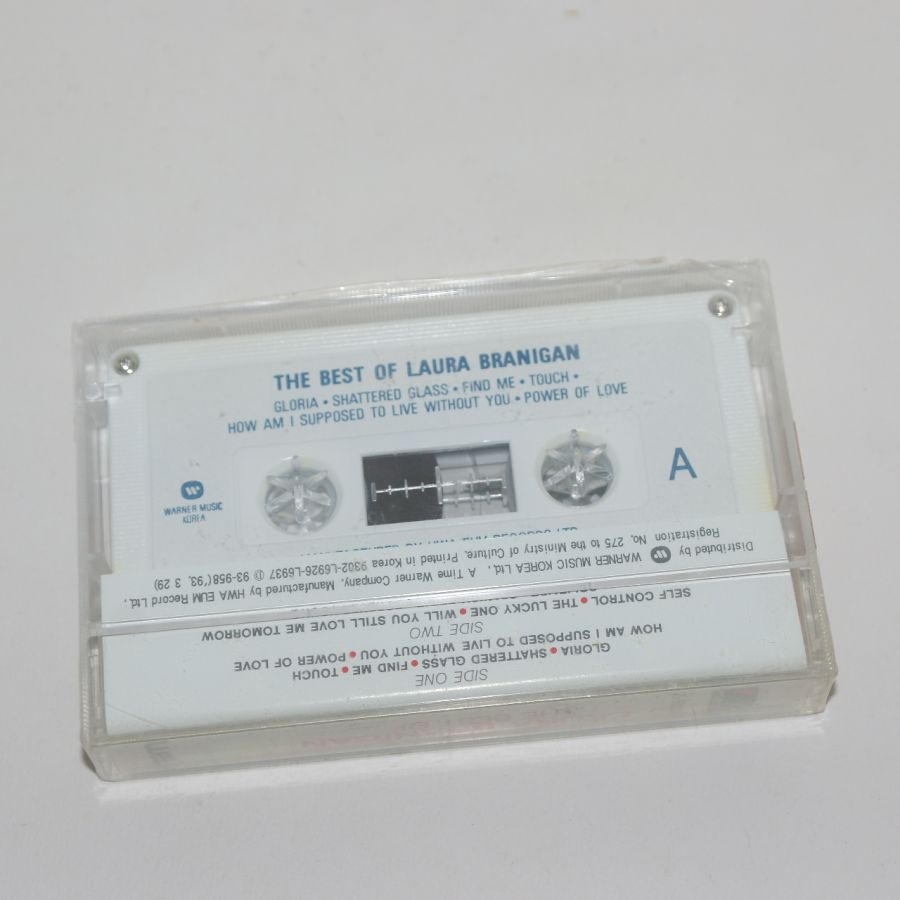 THE BEST OF LAURA BRANIGAN
GLORIA • SHATTERED GLASS • FIND ME • TOUCH •
HOW AM I SUPPOSED TO LIVE WITHOUT YOU • POWER OF LOVE
A
WARNER MUSIC
KOREA
SIDE ONE
GLORIA • SHATTERED GLASS • FIND ME • TOUCH
HOW AM I SUPPOSED TO LIVE WITHOUT YOU • POWER OF LOVE
SIDE TWO
SELF CONTROL • THE LUCKY ONE • WILL YOU STILL LOVE ME TOMORROW
Distributed by WARNER MUSIC KOREA Ltd., A Time Warner Company. Manufactured by HWA EUM Record Ltd.,
Registration No. 275 to the Ministry of Culture. Printed in Korea 9302-L6926-L6937 Ⓟ 93-958('93, 3 29)